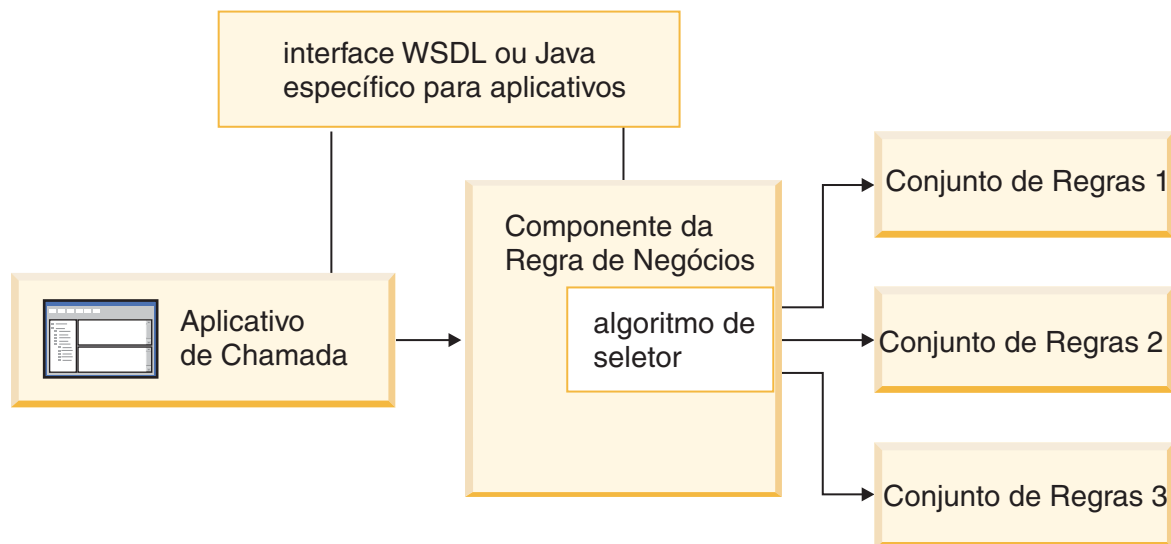 interface WSDL ou Java
específico para aplicativos
Componente da
Regra de Negócios
algoritmo de
seletor
Aplicativo
de Chamada
Conjunto de Regras 1
Conjunto de Regras 2
Conjunto de Regras 3